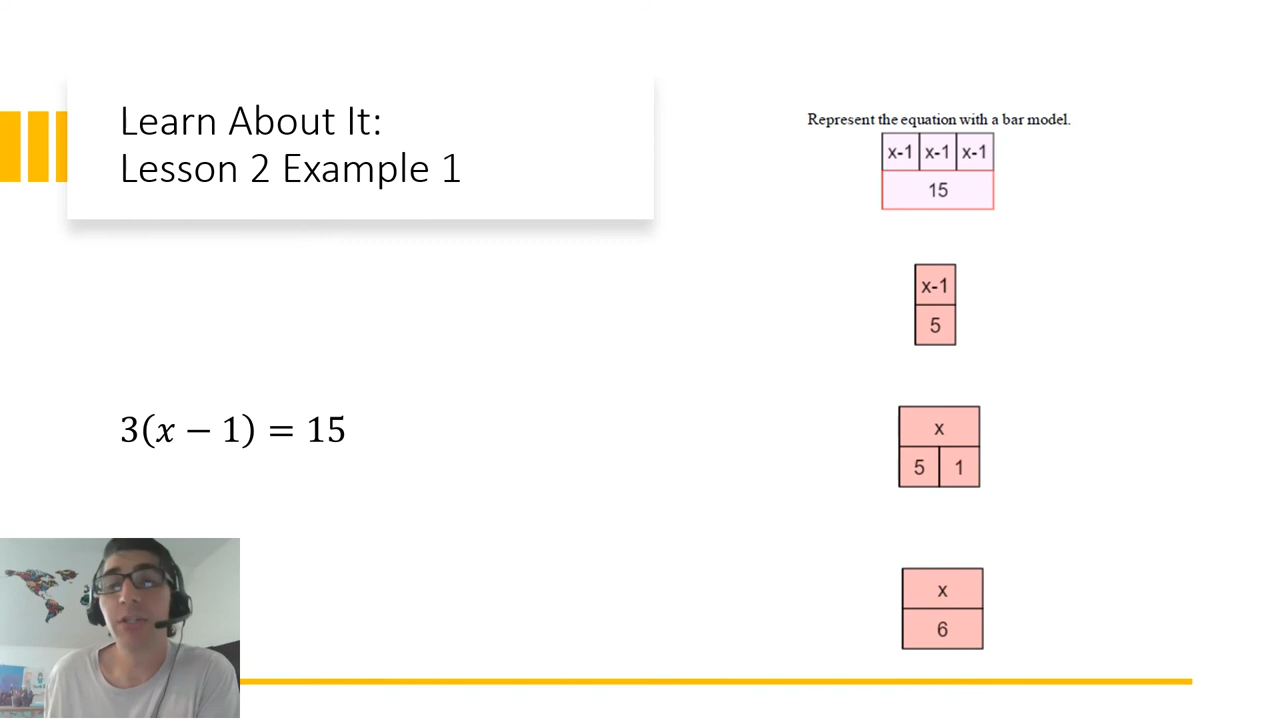 Learn About It:
Lesson 2 Example 1
3(x − 1) = 15
Represent the equation with a bar model.
x-1 x-1 x-1
15
x-1
5
x
5 1
x
6